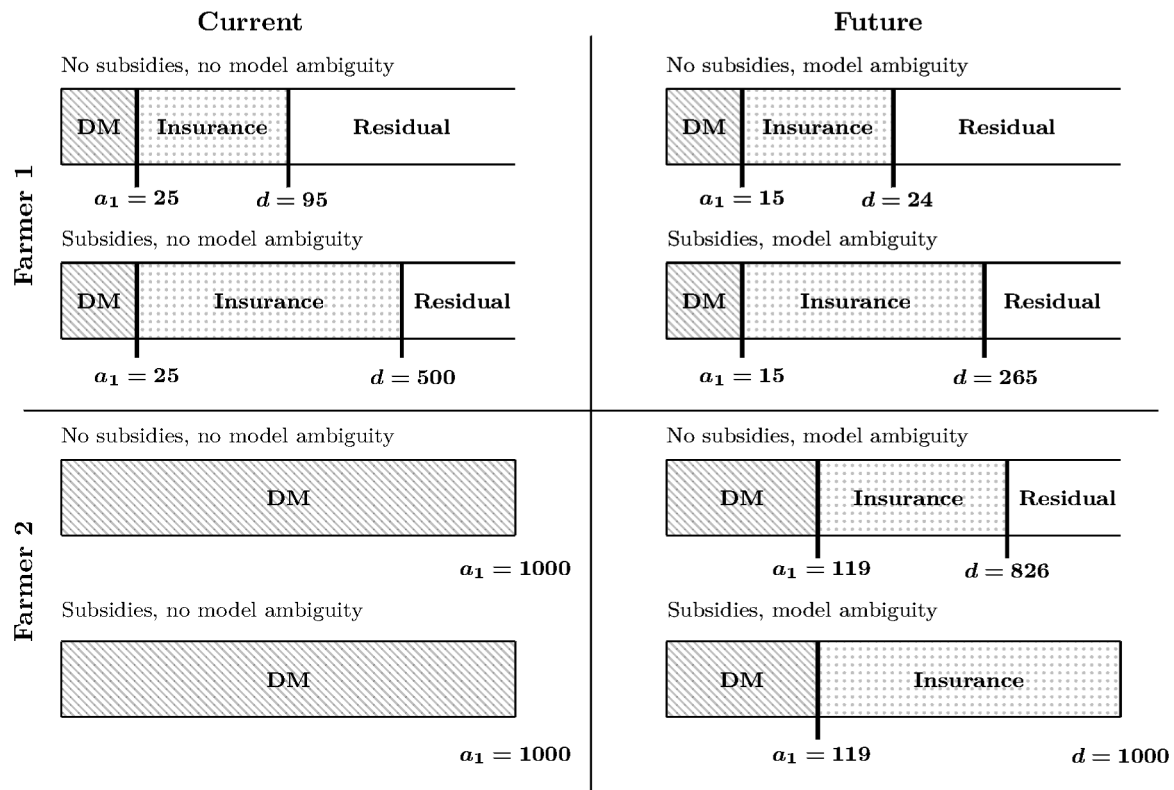 Current
Future
Farmer 1
No subsidies, no model ambiguity
DM
Insurance
Residual
a₁ = 25
d = 95
Subsidies, no model ambiguity
DM
Insurance
Residual
a₁ = 25
d = 500
No subsidies, model ambiguity
DM
Insurance
Residual
a₁ = 15
d = 24
Subsidies, model ambiguity
DM
Insurance
Residual
a₁ = 15
d = 265
Farmer 2
No subsidies, no model ambiguity
DM
a₁ = 1000
Subsidies, no model ambiguity
DM
a₁ = 1000
No subsidies, model ambiguity
DM
Insurance
Residual
a₁ = 119
d = 826
Subsidies, model ambiguity
DM
Insurance
a₁ = 119
d = 1000